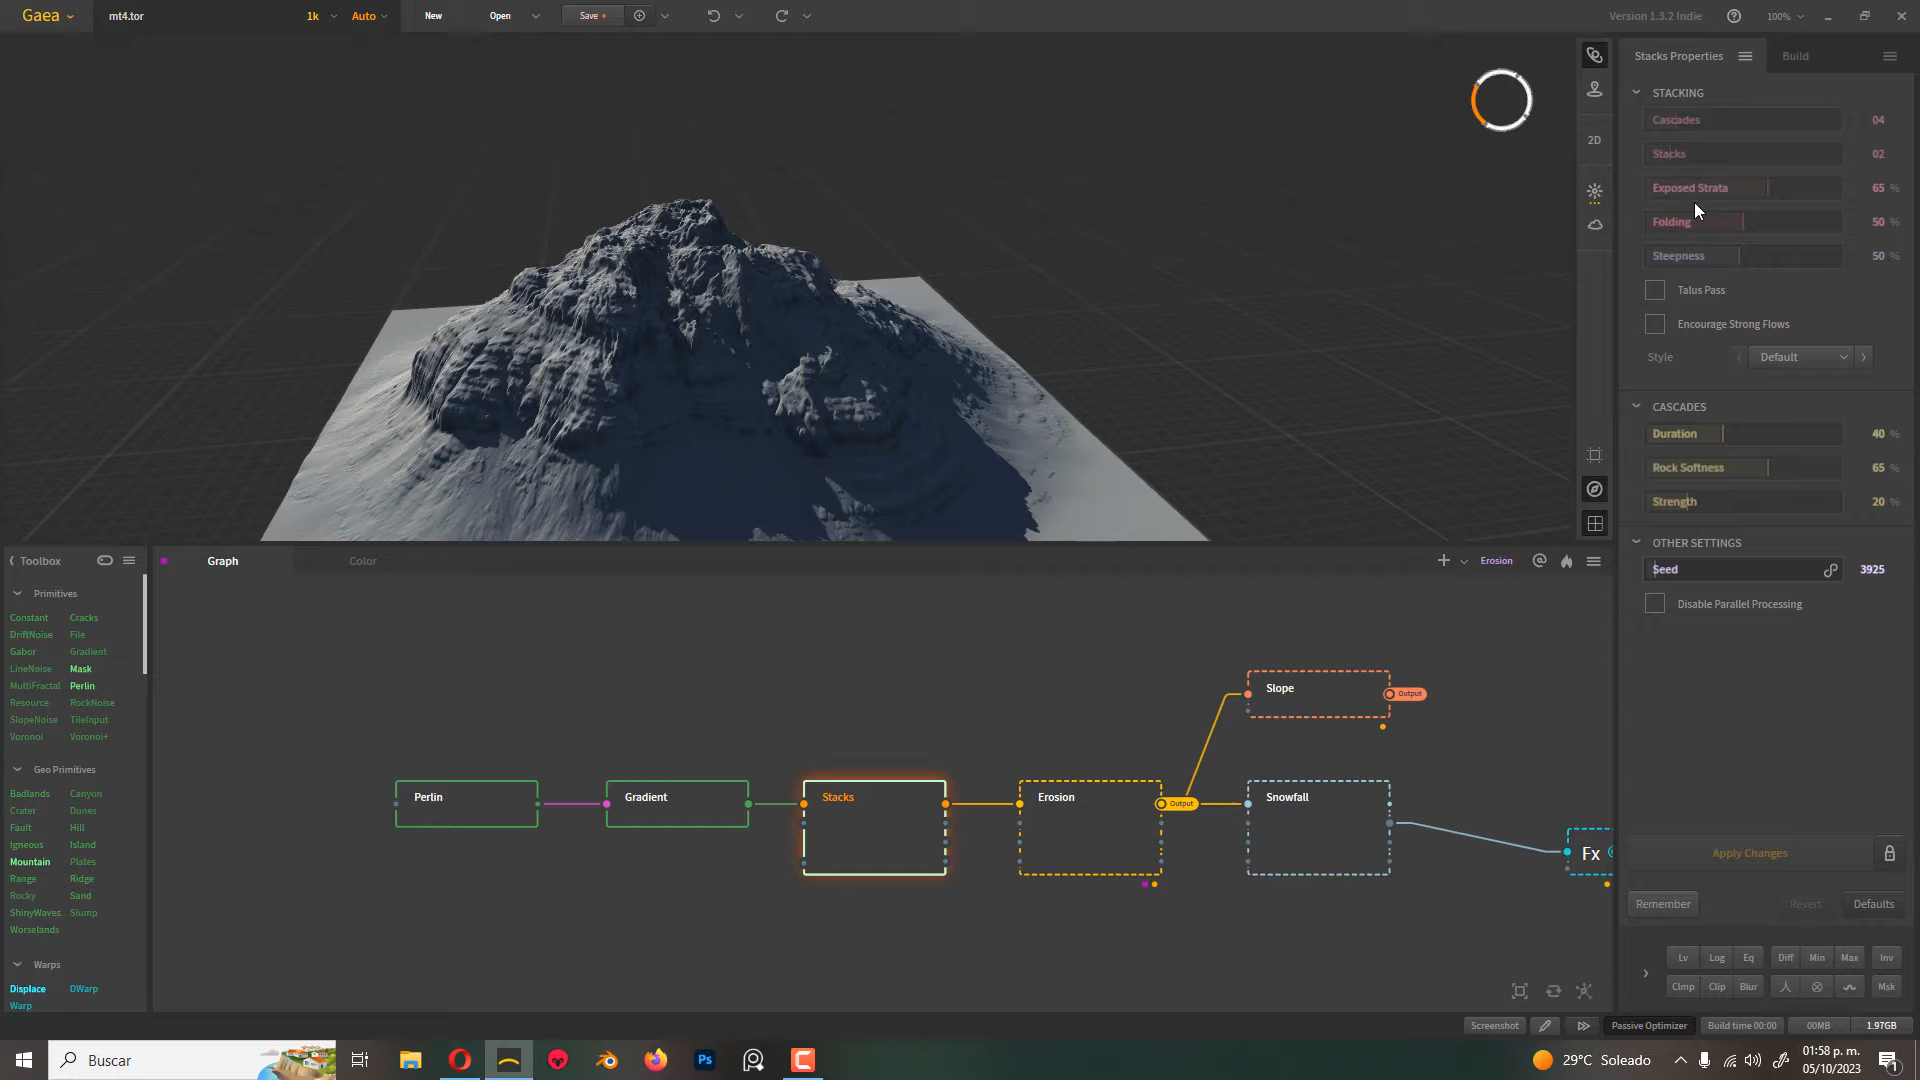 Gaea
mt4.tor
1k
Auto
New
Open
Save
Version 1.3.2 Indie
100%
2D
Stacks Properties
Build
STACKING
Cascades 04
Stacks 02
Exposed Strata 65 %
Folding 50 %
Steepness 50 %
Talus Pass
Encourage Strong Flows
Style Default
CASCADES
Duration 40 %
Rock Softness 65 %
Strength 20 %
OTHER SETTINGS
Seed 3925
Disable Parallel Processing
Apply Changes
Remember Revert Defaults
Lv Log Eq Diff Min Max Inv
Clmp Clip Blur Msk
Toolbox
Primitives
Constant Cracks
DriftNoise File
Gabor Gradient
LineNoise Mask
MultiFractal Perlin
Resource RockNoise
SlopeNoise TileInput
Voronoi Voronoi+
Geo Primitives
Badlands Canyon
Crater Dunes
Fault Hill
Igneous Island
Mountain Plates
Range Ridge
Rocky Sand
ShinyWaves Slump
Worselands
Warps
Displace DWarp
Warp
Graph
Color
Erosion
Slope
Output
Perlin
Gradient
Stacks
Erosion
Output
Snowfall
Fx
Screenshot
Passive Optimizer
Build time 00:00
00MB
1.97GB
Buscar
Ps
29°C Soleado
01:58 p. m.
05/10/2023
1